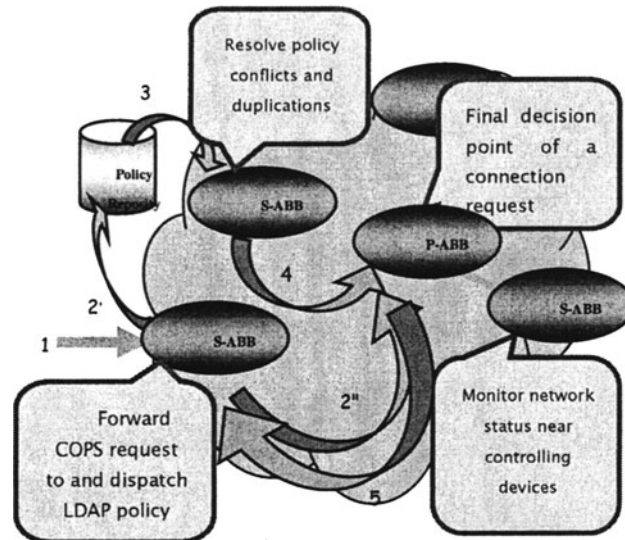 Resolve policy
conflicts and
duplications
3
Final decision
point of a
connection
request
Policy
Reposity
S-ABB
P-ABB
4
2'
S-ABB
1
S-ABB
2"
Monitor network
status near
controlling
devices
Forward
COPS request
to and dispatch
LDAP policy
5